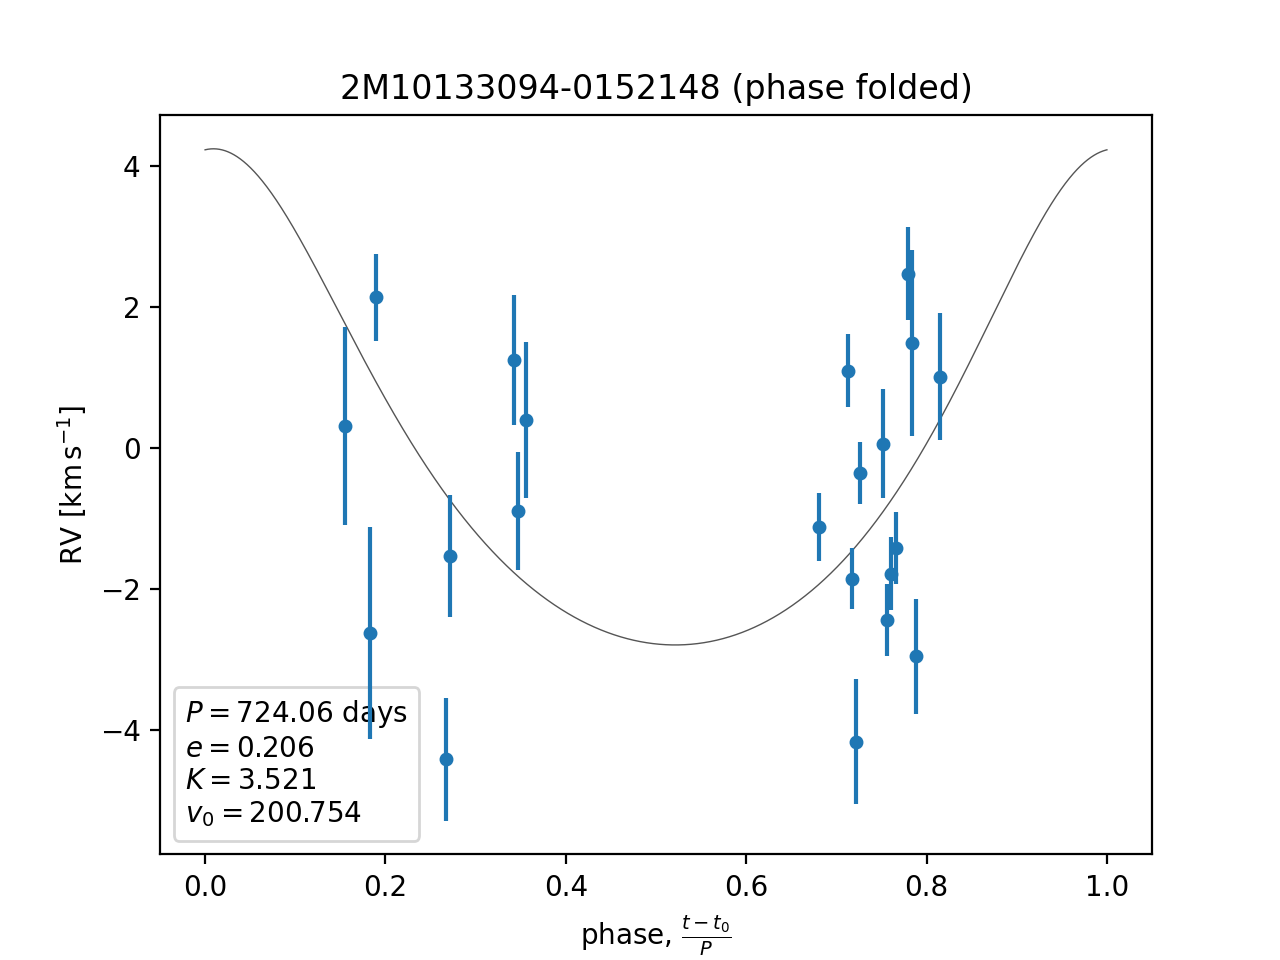 2M10133094-0152148 (phase folded)
RV [km s⁻¹]
4
2
0
−2
−4
P = 724.06 days
e = 0.206
K = 3.521
v₀ = 200.754
0.0 0.2 0.4 0.6 0.8 1.0
phase, (t − t₀)/P